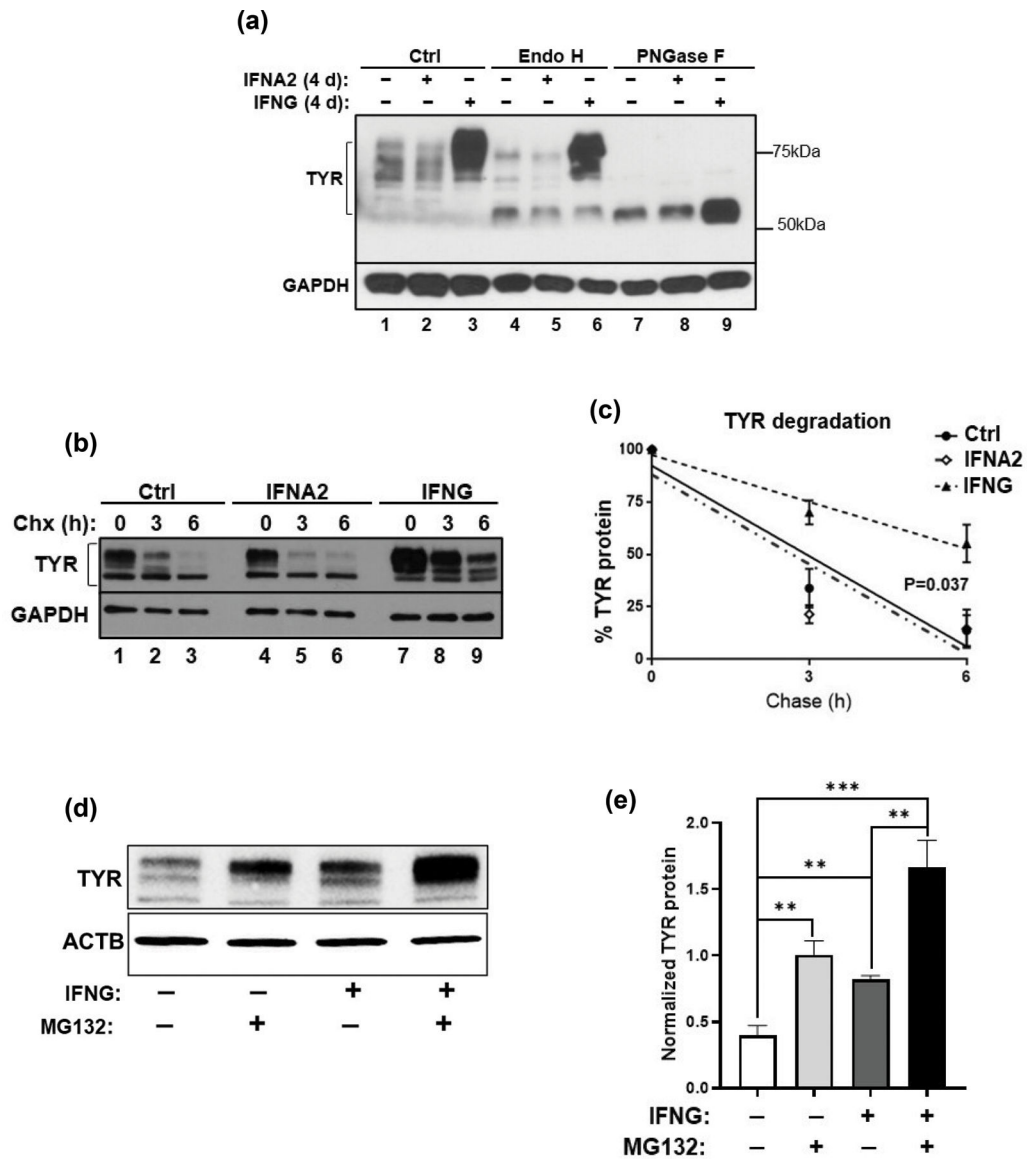 (a)
Ctrl Endo H PNGase F
IFNA2 (4 d): – + – – + – – + –
IFNG (4 d): – – + – – + – – +
TYR
75kDa
50kDa
GAPDH
1 2 3 4 5 6 7 8 9
(b)
Ctrl IFNA2 IFNG
Chx (h): 0 3 6 0 3 6 0 3 6
TYR
GAPDH
1 2 3 4 5 6 7 8 9
(c)
TYR degradation
Ctrl
IFNA2
IFNG
% TYR protein
100
75
50
25
0
P=0.037
0 3 6
Chase (h)
(d)
TYR
ACTB
IFNG: – – + +
MG132: – + – +
(e)
Normalized TYR protein
2.0
1.5
1.0
0.5
0.0
***
**
**
**
IFNG: – – + +
MG132: – + – +